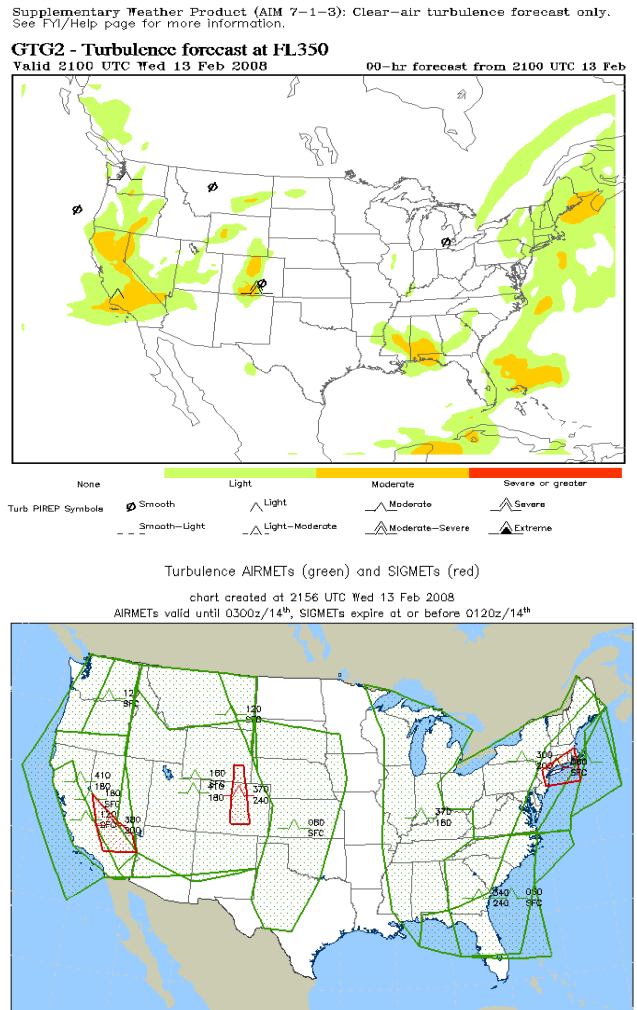 Supplementary Weather Product (AIM 7-1-3): Clear-air turbulence forecast only.
See FYI/Help page for more information.
GTG2 - Turbulence forecast at FL350
Valid 2100 UTC Wed 13 Feb 2008 00-hr forecast from 2100 UTC 13 Feb
None Light Moderate Severe or greater
Turb PIREP Symbols Smooth Light Moderate Severe
Smooth-Light Light-Moderate Moderate-Severe Extreme
Turbulence AIRMETs (green) and SIGMETs (red)
chart created at 2156 UTC Wed 13 Feb 2008
AIRMETs valid until 0300z/14th, SIGMETs expire at or before 0120z/14th
120
SFC
300
410
180
160
SFC
370
240
180
SFC
180
120
SFC
370
180
080
SFC
240
SFC